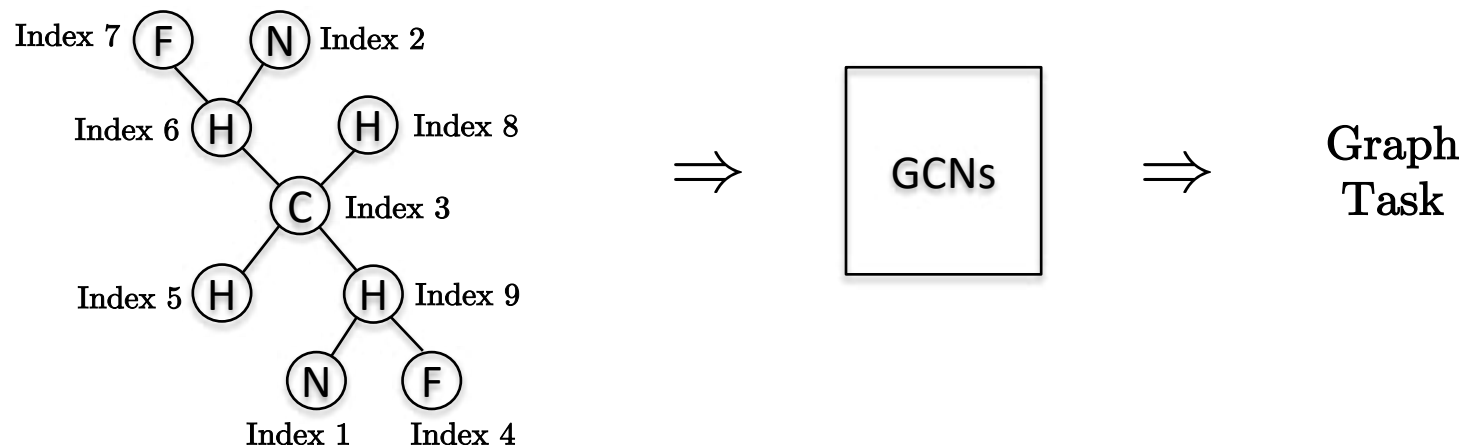 Index 7 F N Index 2
Index 6 H H Index 8
C Index 3
Index 5 H H Index 9
N F
Index 1 Index 4
⇒ GCNs ⇒
Graph
Task